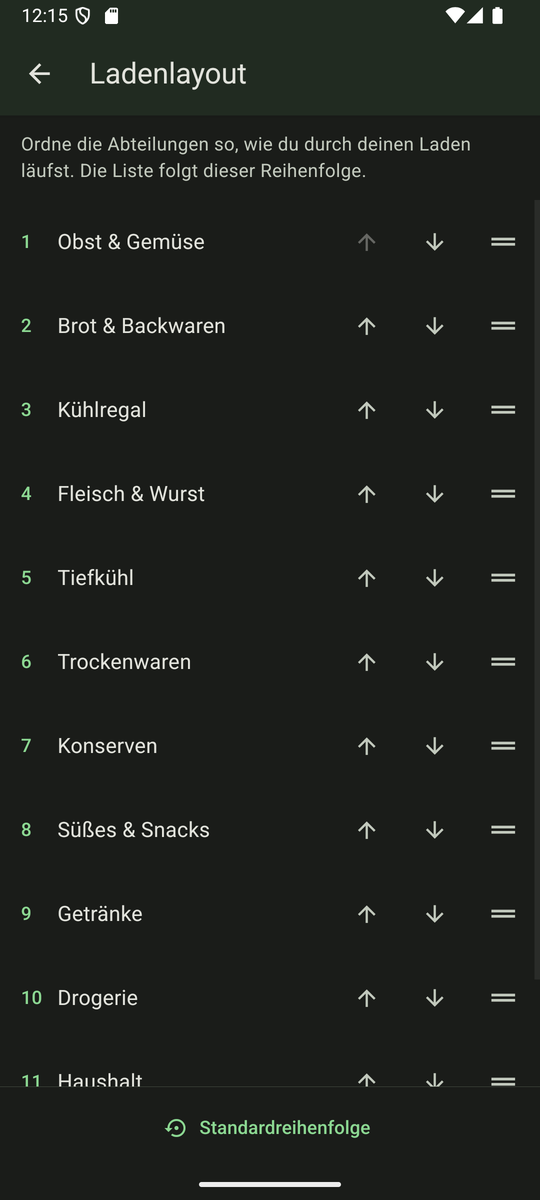 12:15
Ladenlayout
Ordne die Abteilungen so, wie du durch deinen Laden
läufst. Die Liste folgt dieser Reihenfolge.
1 Obst & Gemüse
2 Brot & Backwaren
3 Kühlregal
4 Fleisch & Wurst
5 Tiefkühl
6 Trockenwaren
7 Konserven
8 Süßes & Snacks
9 Getränke
10 Drogerie
11 Haushalt
Standardreihenfolge